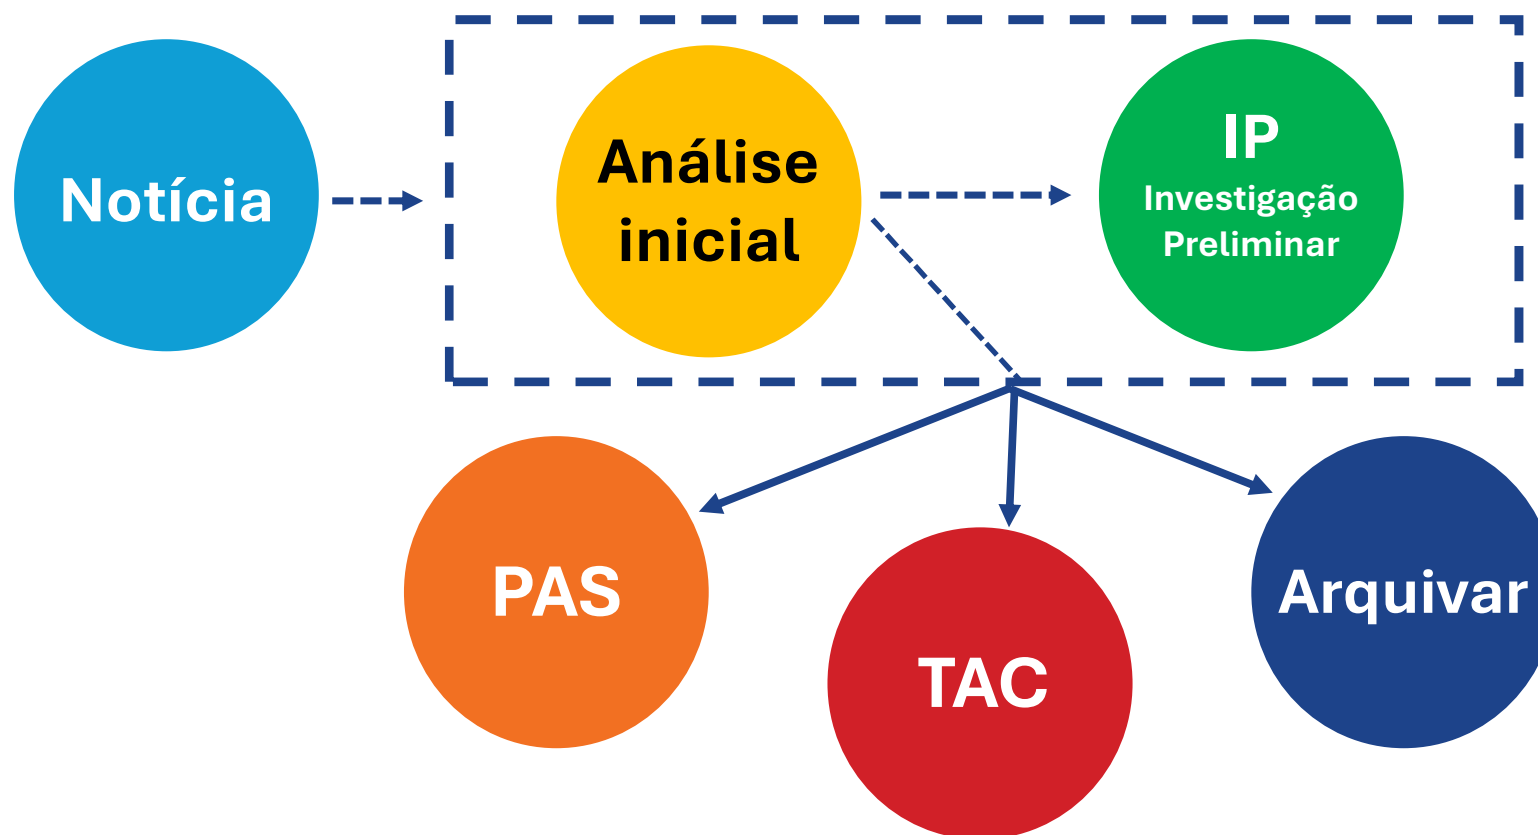 Notícia
Análise
inicial
IP
Investigação
Preliminar
PAS
TAC
Arquivar